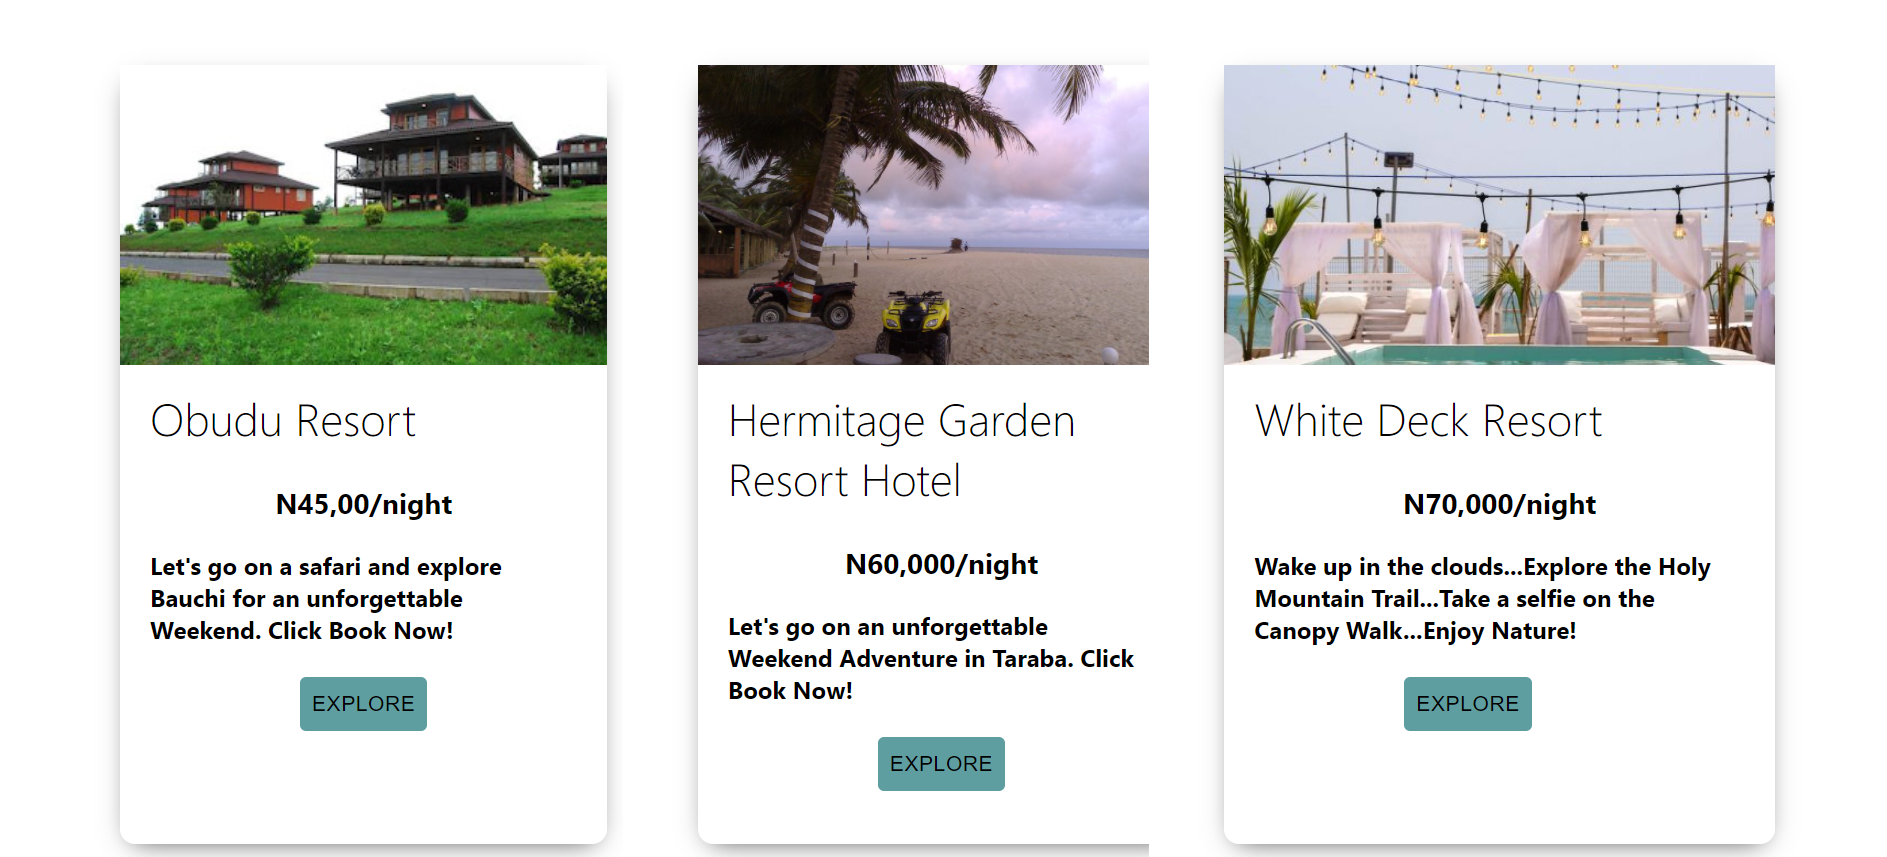 Obudu Resort
N45,00/night
Let's go on a safari and explore
Bauchi for an unforgettable
Weekend. Click Book Now!
EXPLORE
Hermitage Garden
Resort Hotel
N60,000/night
Let's go on an unforgettable
Weekend Adventure in Taraba. Click
Book Now!
EXPLORE
White Deck Resort
N70,000/night
Wake up in the clouds...Explore the Holy
Mountain Trail...Take a selfie on the
Canopy Walk...Enjoy Nature!
EXPLORE